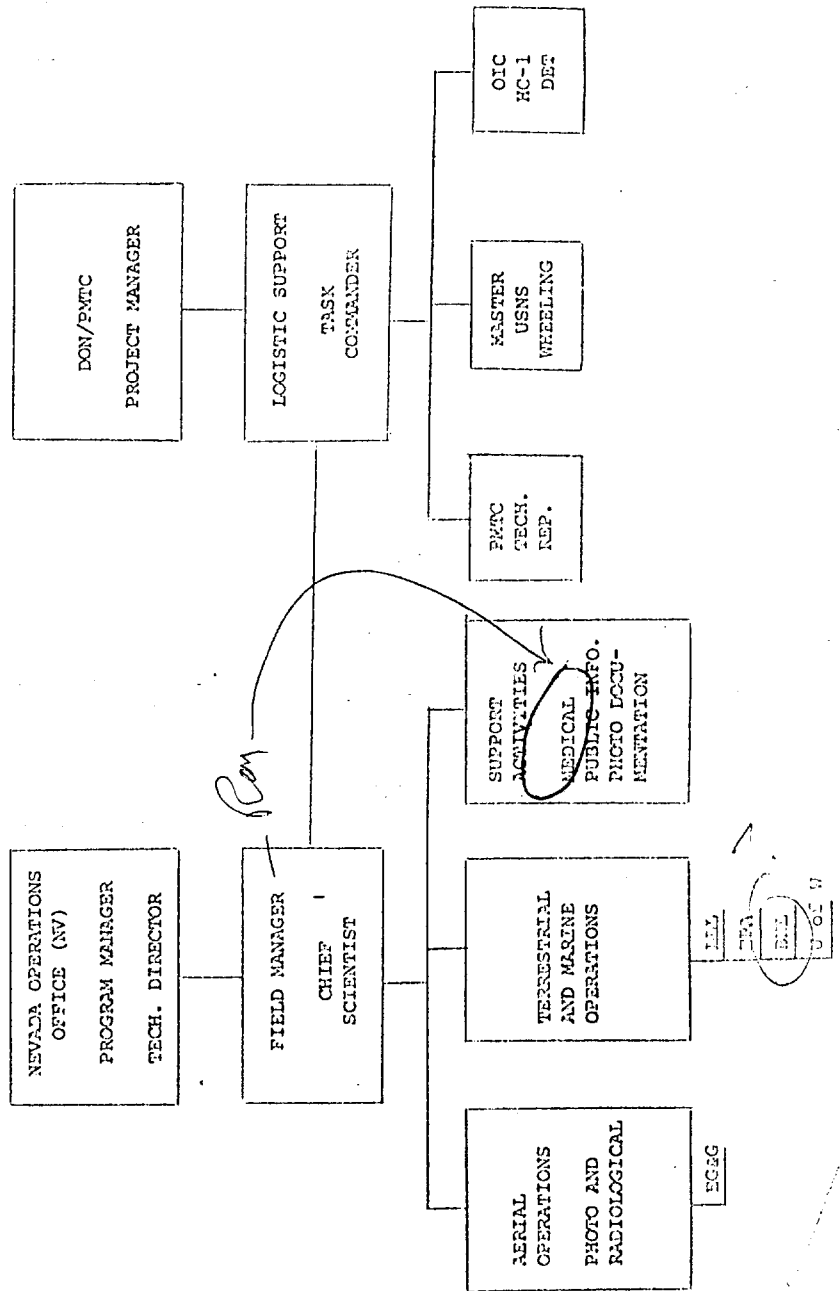 NEVADA OPERATIONS
OFFICE (NV)
PROGRAM MANAGER
TECH. DIRECTOR
DON/PMTC
PROJECT MANAGER
FIELD MANAGER
CHIEF
SCIENTIST
LOGISTIC SUPPORT
TASK
COMMANDER
AERIAL
OPERATIONS
PHOTO AND
RADIOLOGICAL
TERRESTRIAL
AND MARINE
OPERATIONS
SUPPORT
ACTIVITIES
MEDICAL
PUBLIC INFO.
PHOTO DOCU-
MENTATION
PMTC
TECH.
REP.
MASTER
USNS
WHEELING
OIC
HC-1
DET
EG&G
LLL
EPA
BNL
U of W